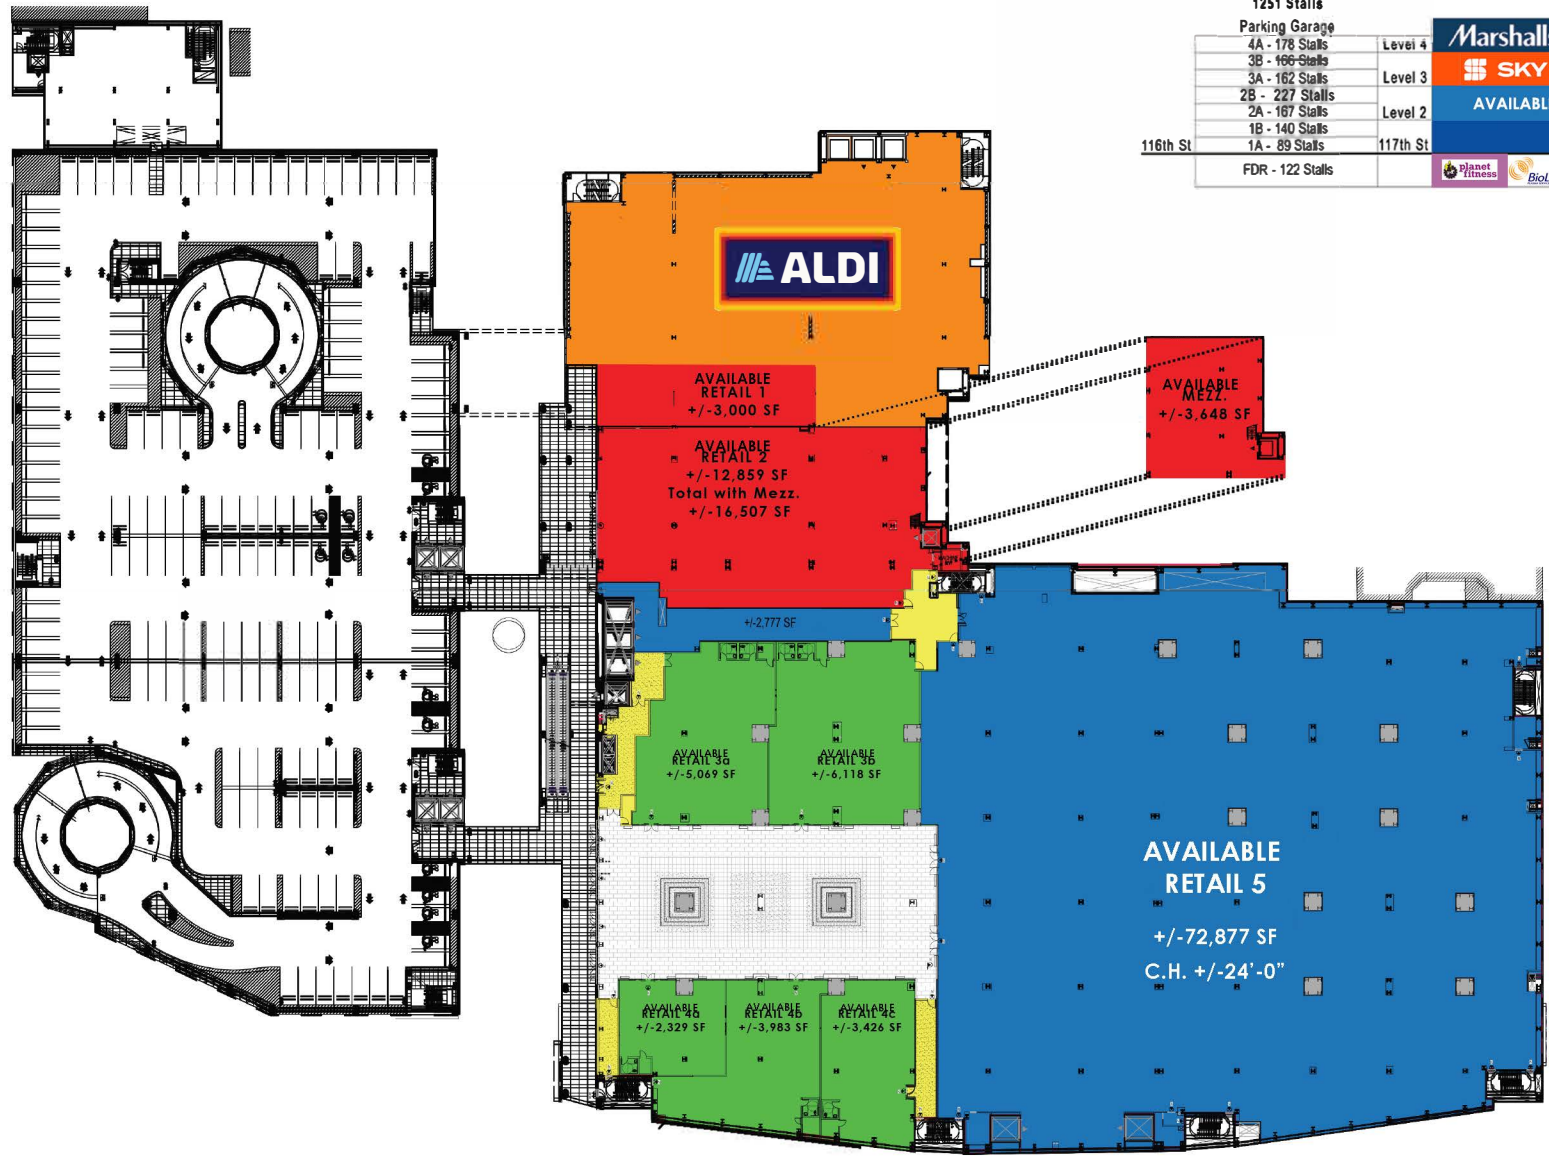 1251 Stalls
Parking Garage
4A - 178 Stalls
Level 4
3B - 166 Stalls
3A - 162 Stalls
Level 3
2B - 227 Stalls
2A - 167 Stalls
Level 2
1B - 140 Stalls
116th St
1A - 89 Stalls
117th St
FDR - 122 Stalls
Marshalls
SKY
AVAILABL
planet
fitness
BioL
ALDI
AVAILABLE
RETAIL 1
+/-3,000 SF
AVAILABLE
MEZZ.
+/-3,648 SF
AVAILABLE
RETAIL 2
+/-12,859 SF
Total with Mezz.
+/-16,507 SF
+/-2,777 SF
AVAILABLE
RETAIL 3a
+/-5,069 SF
AVAILABLE
RETAIL 3b
+/-6,118 SF
AVAILABLE
RETAIL 5
+/-72,877 SF
C.H. +/-24'-0"
AVAILABLE
RETAIL 4a
+/-2,329 SF
AVAILABLE
RETAIL 4b
+/-3,983 SF
AVAILABLE
RETAIL 4c
+/-3,426 SF